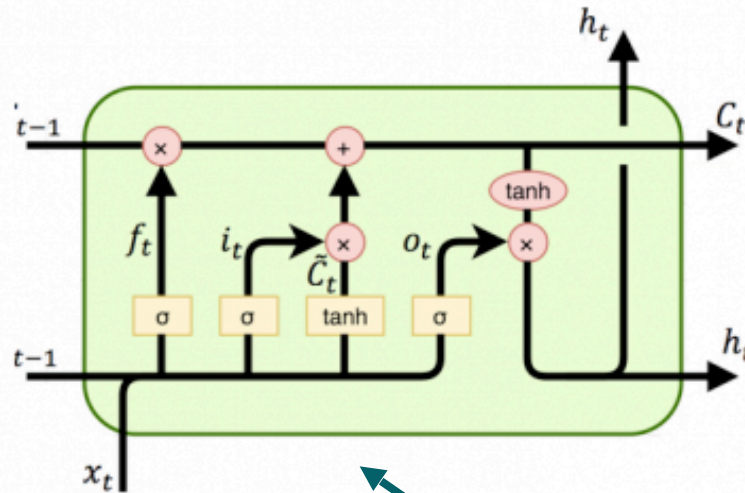 h_t
t−1
C_t
×
+
tanh
f_t
i_t
×
o_t
×
C̃_t
σ
σ
tanh
σ
t−1
h_t
x_t